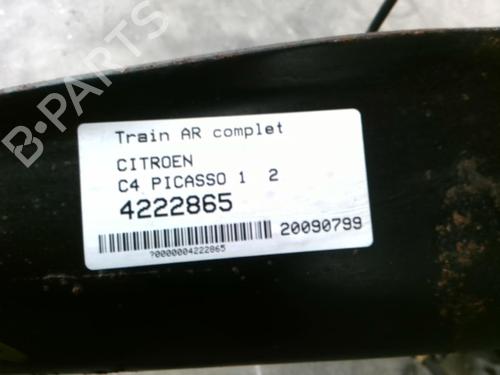 B-PARTS
Train AR complet
CITROEN
C4 PICASSO 1 2
4222865
20090799
?0000004222865